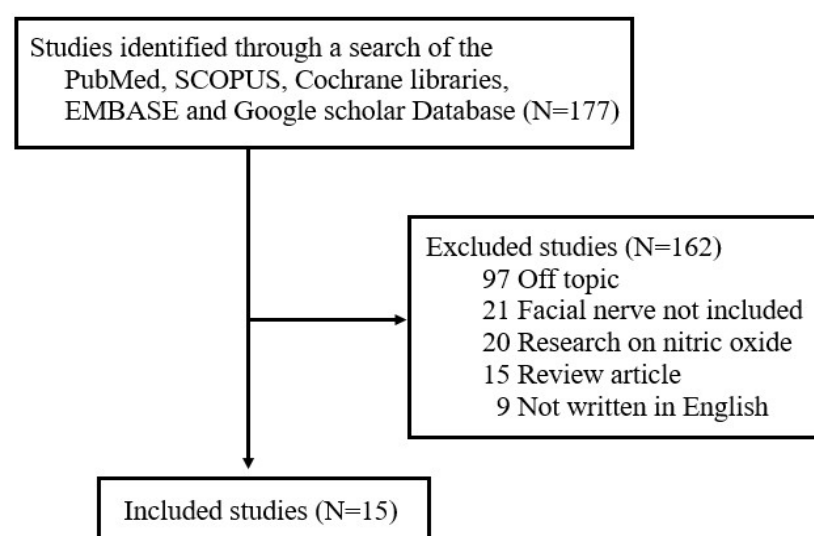 Studies identified through a search of the
PubMed, SCOPUS, Cochrane libraries,
EMBASE and Google scholar Database (N=177)
Excluded studies (N=162)
97 Off topic
21 Facial nerve not included
20 Research on nitric oxide
15 Review article
9 Not written in English
Included studies (N=15)